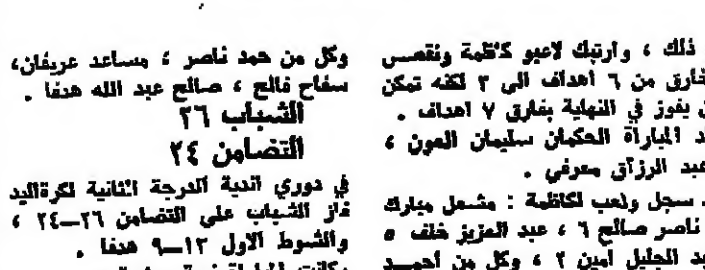 ذلك ، وارتبك لاعبو كاظمة ونقص
فارق من ٦ اهداف الى ٣ لكنه تمكن
ن يفوز في النهاية بفارق ٧ اهداف .
د المباراة الحكمان سليمان العون ،
عبد الرزاق معرفي .
سجل ولعب لكاظمة : مشعل مبارك
ناصر صالح ٦ ، عبد العزيز خلف ٥
بد الجليل امين ٢ ، وكل من أحمد
وكل من حمد ناصر ، مساعد عريفان،
سفاح فالح ، صالح عبد الله هدفا .
الشباب ٢٦
التضامن ٢٤
في دوري اندية الدرجة الثانية لكرةاليد
فاز الشباب على التضامن ٢٦—٢٤ ،
والشوط الاول ١٢—٩ هدفا .
وكانت